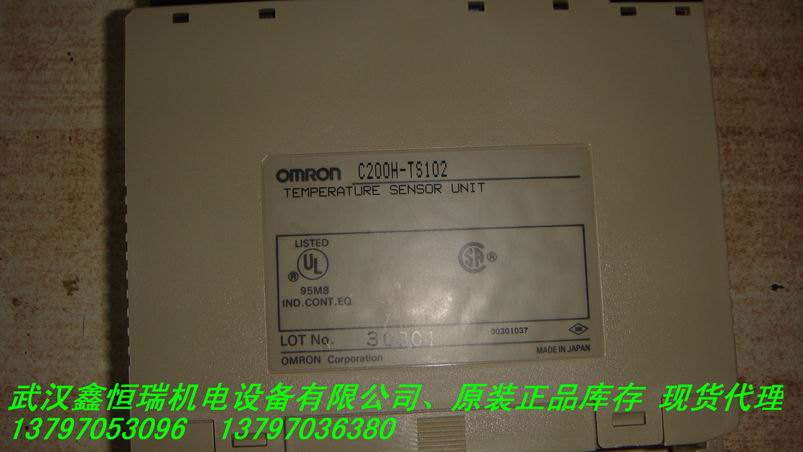 OMRON C200H-TS102
TEMPERATURE SENSOR UNIT
LISTED
UL ®
95M8
IND.CONT.EQ.
SA ®
LOT No. 30001
00301037
OMRON Corporation
MADE IN JAPAN
武汉鑫恒瑞机电设备有限公司、原装正品库存 现货代理
13797053096 13797036380